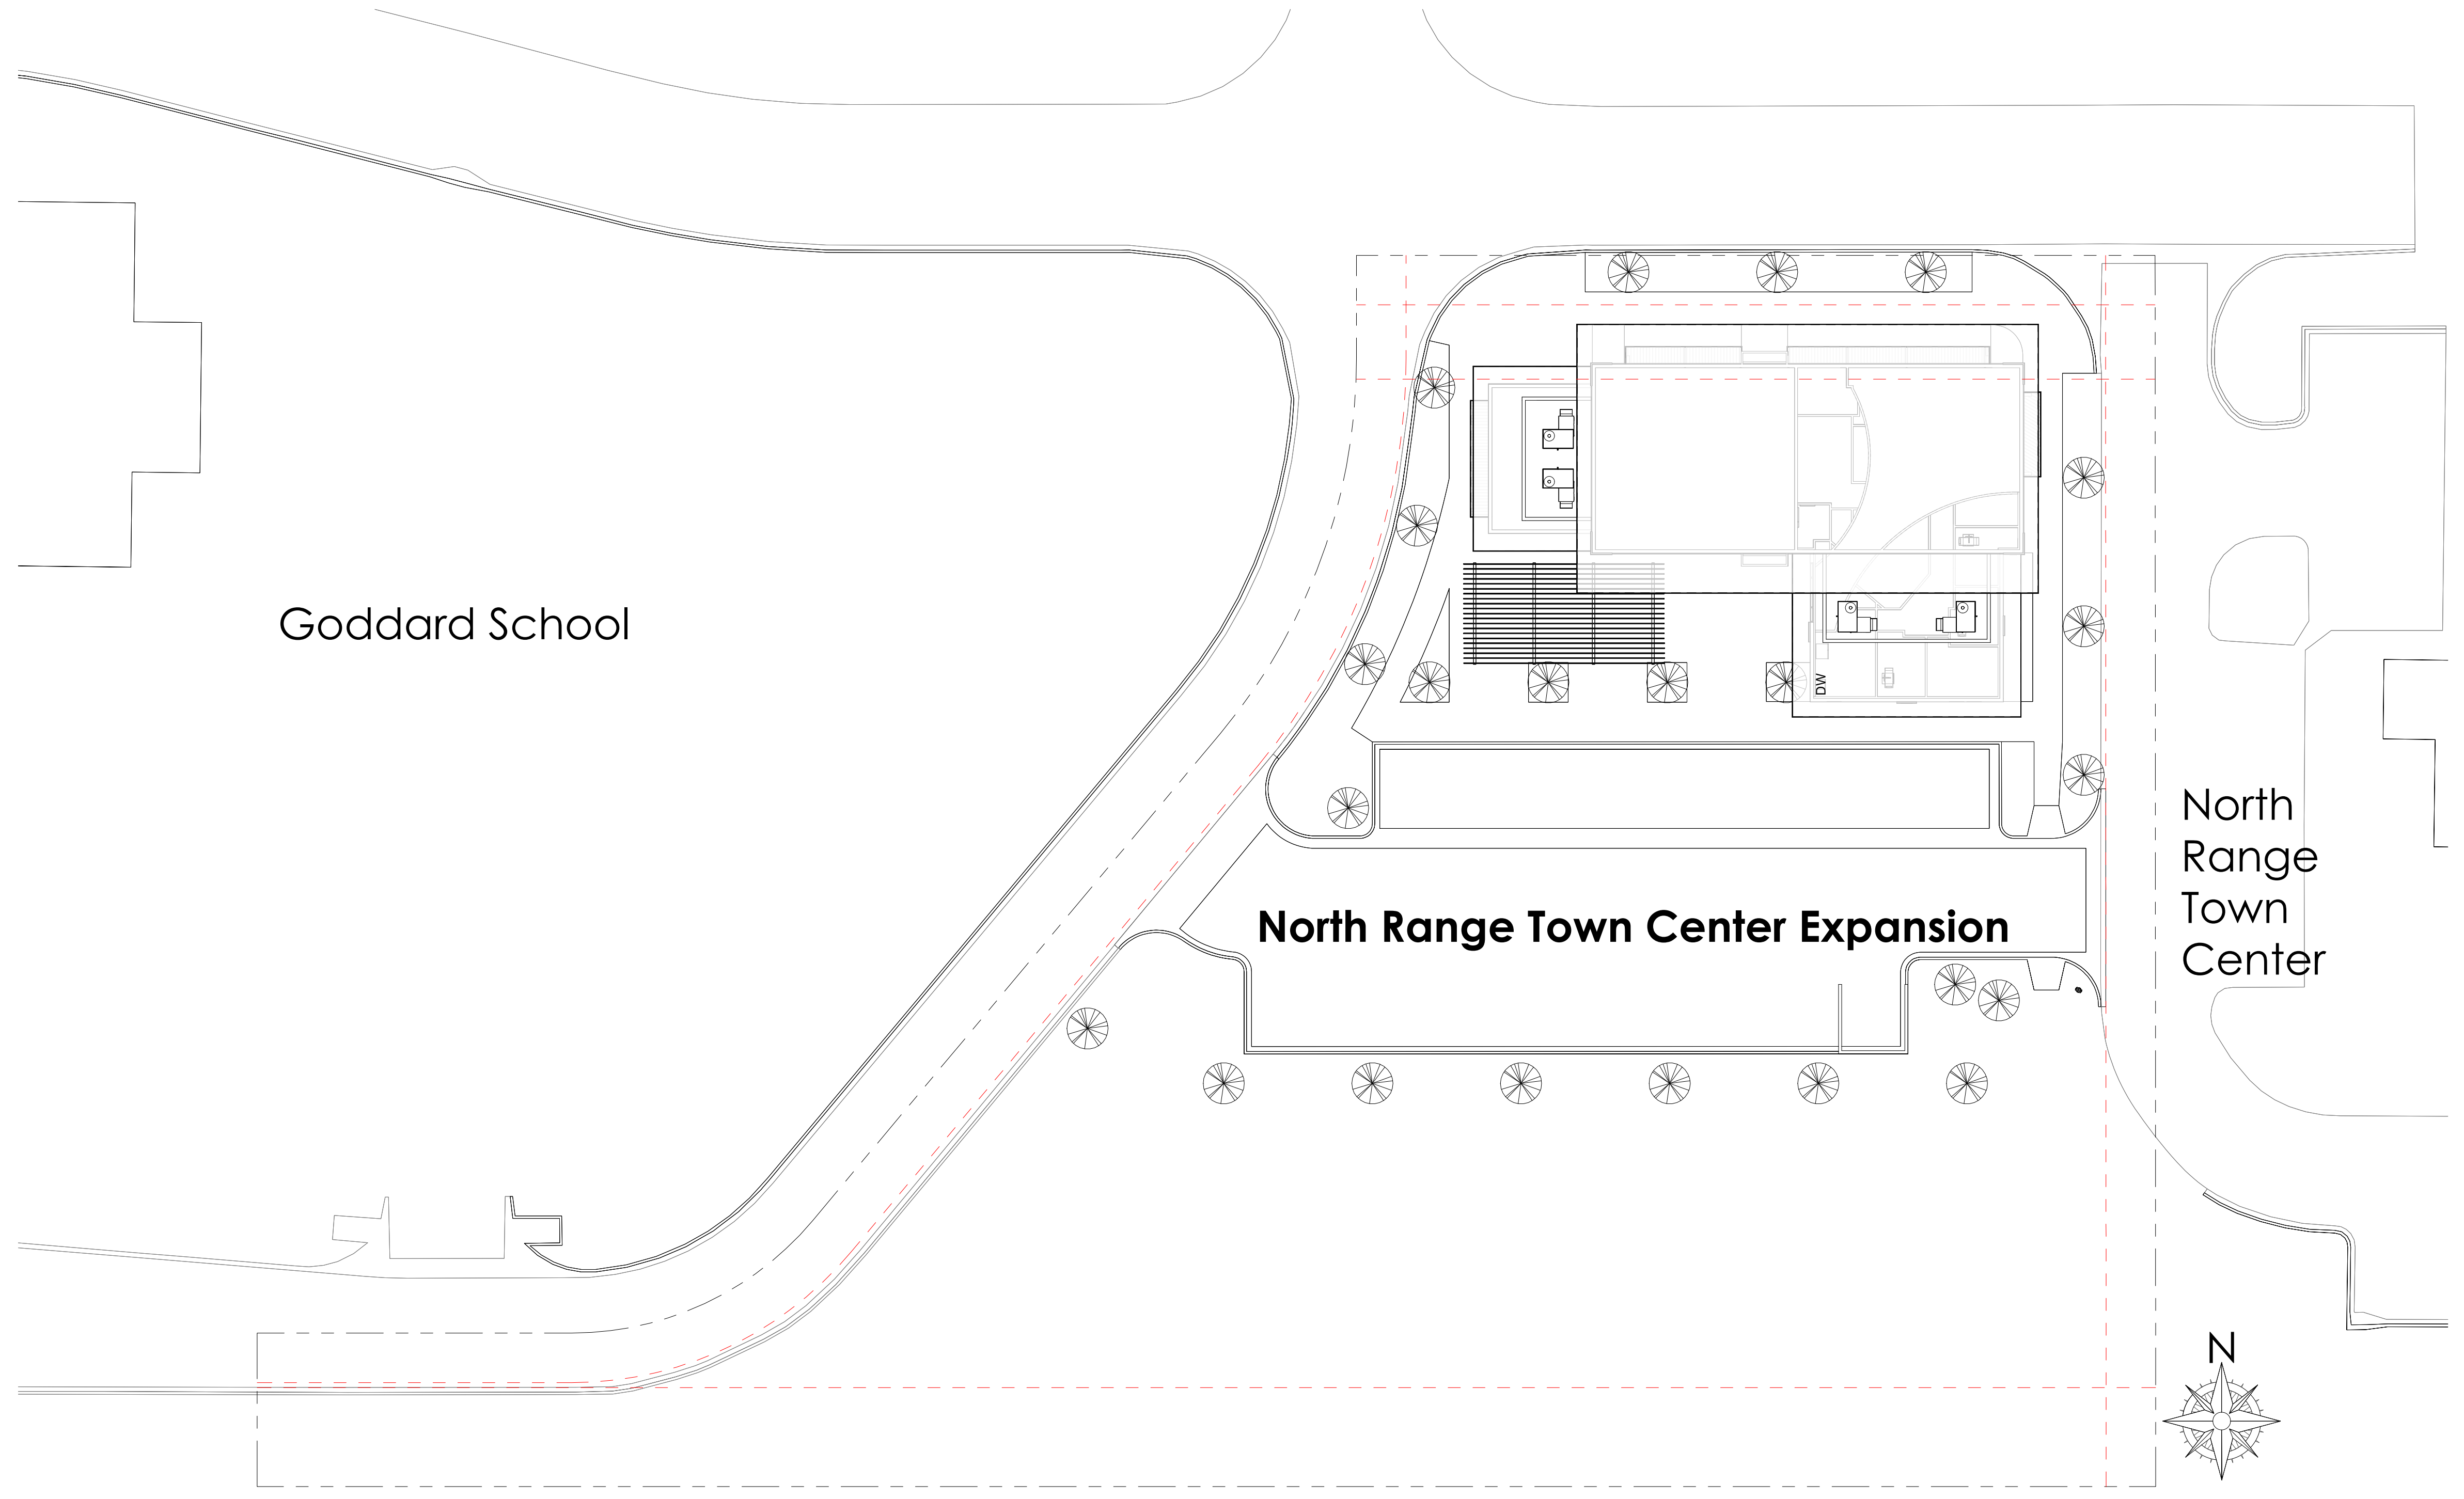 Goddard School
DW
North
Range
Town
Center
North Range Town Center Expansion
N